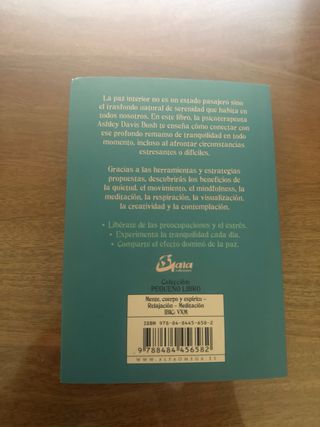 La paz interior no es un estado pasajero sino
el trasfondo natural de serenidad que habita en
todos nosotros. En este libro, la psicoterapeuta
Ashley Davis Bush te enseña cómo conectar con
ese profundo remanso de tranquilidad en todo
momento, incluso al afrontar circunstancias
estresantes o difíciles.
Gracias a las herramientas y estrategias
propuestas, descubrirás los beneficios de
la quietud, el movimiento, el mindfulness, la
meditación, la respiración, la visualización,
la creatividad y la contemplación.
• Libérate de las preocupaciones y el estrés.
• Experimenta la tranquilidad cada día.
• Comparte el efecto dominó de la paz.
Gaia
ediciones
Colección:
PEQUEÑO LIBRO
Mente, cuerpo y espíritu –
Relajación – Meditación
BIC: VXM
ISBN 978-84-8445-658-2
9 788484 456582
WWW.ALFAOMEGA.ES